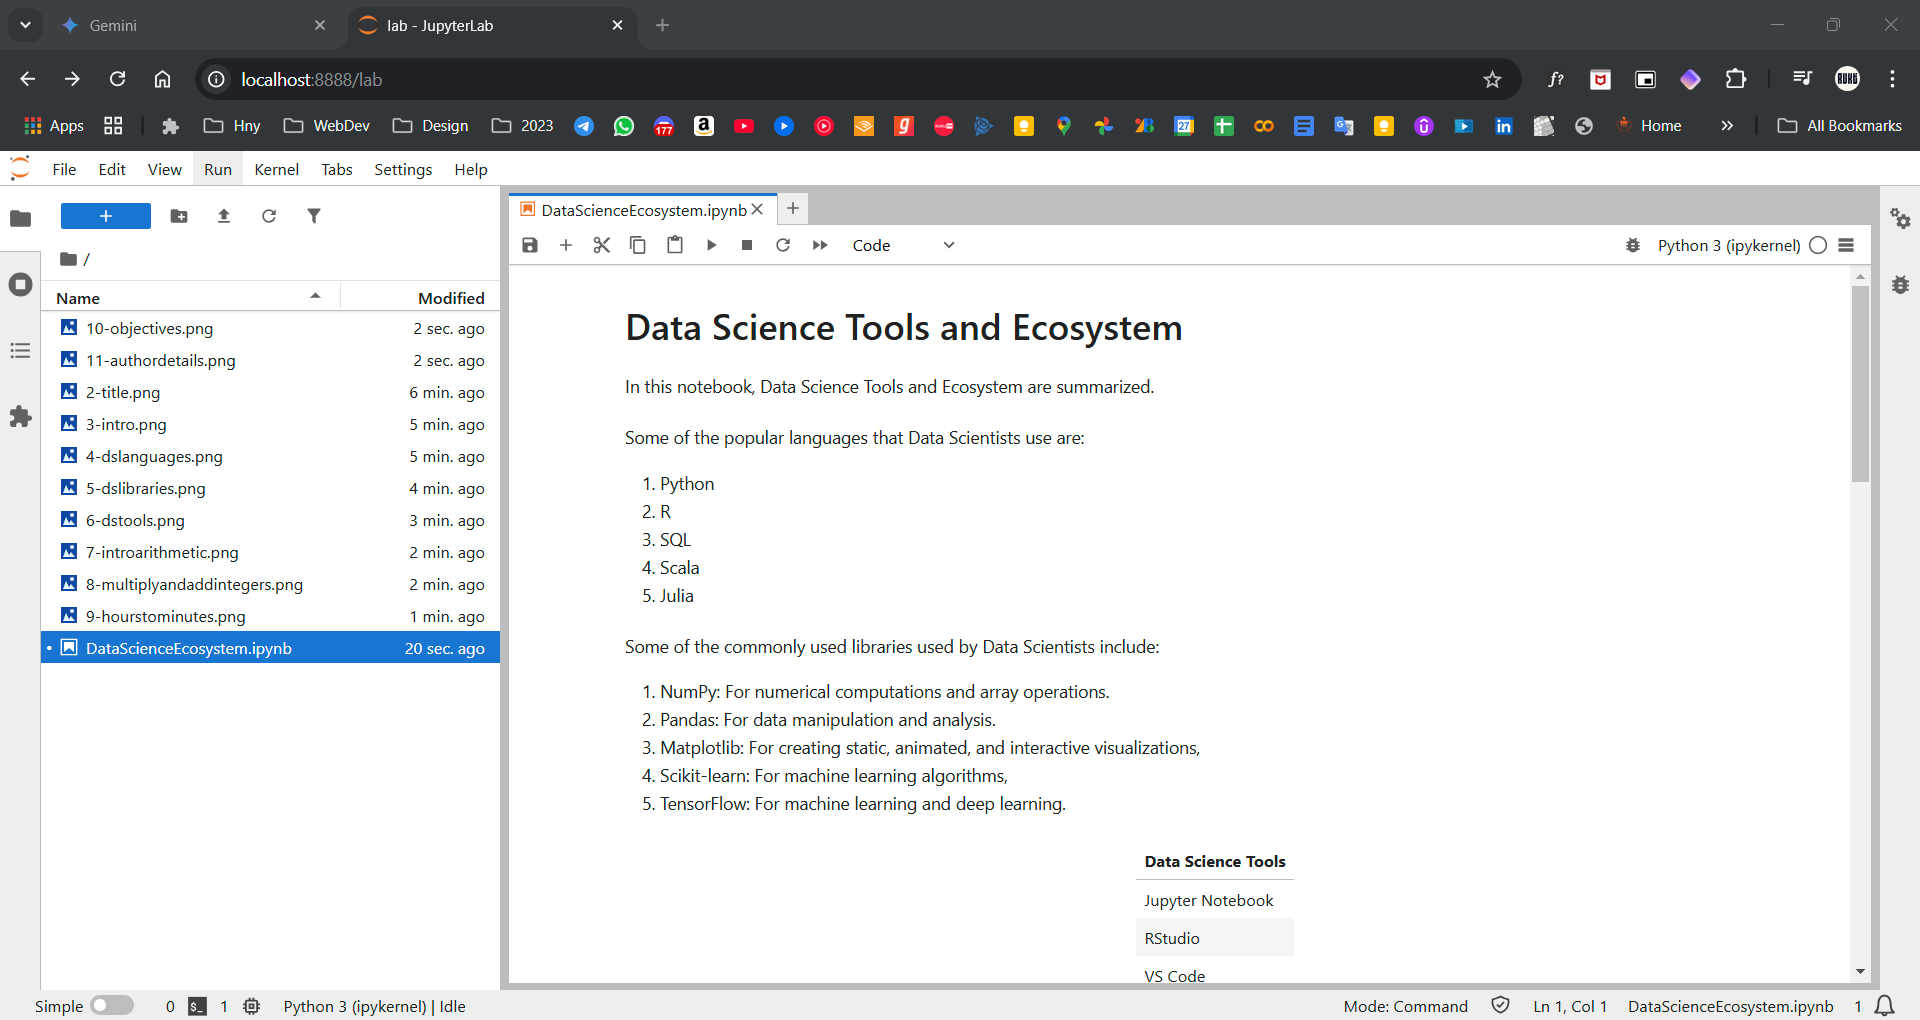 Gemini
lab - JupyterLab
localhost:8888/lab
f?
RUKE
Apps
Hny
WebDev
Design
2023
177
27
Home
All Bookmarks
File Edit View Run Kernel Tabs Settings Help
DataScienceEcosystem.ipynb
/
Code
Python 3 (ipykernel)
Name Modified
10-objectives.png 2 sec. ago
11-authordetails.png 2 sec. ago
2-title.png 6 min. ago
3-intro.png 5 min. ago
4-dslanguages.png 5 min. ago
5-dslibraries.png 4 min. ago
6-dstools.png 3 min. ago
7-introarithmetic.png 2 min. ago
8-multiplyandaddintegers.png 2 min. ago
9-hourstominutes.png 1 min. ago
DataScienceEcosystem.ipynb 20 sec. ago
Data Science Tools and Ecosystem
In this notebook, Data Science Tools and Ecosystem are summarized.
Some of the popular languages that Data Scientists use are:
1. Python
2. R
3. SQL
4. Scala
5. Julia
Some of the commonly used libraries used by Data Scientists include:
1. NumPy: For numerical computations and array operations.
2. Pandas: For data manipulation and analysis.
3. Matplotlib: For creating static, animated, and interactive visualizations,
4. Scikit-learn: For machine learning algorithms,
5. TensorFlow: For machine learning and deep learning.
Data Science Tools
Jupyter Notebook
RStudio
VS Code
Simple 0 1 Python 3 (ipykernel) | Idle
Mode: Command Ln 1, Col 1 DataScienceEcosystem.ipynb 1